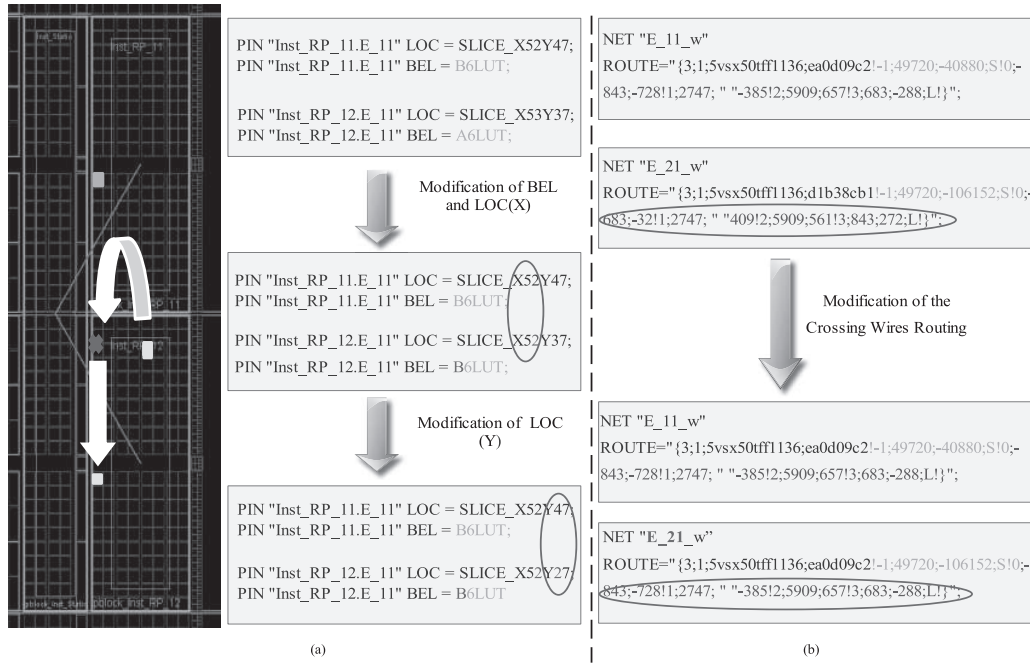 Inst_Static
Inst_RP_11
Inst_RP_12
pblock_Inst_Static
pblock_Inst_RP_12
PIN "Inst_RP_11.E_11" LOC = SLICE_X52Y47;
PIN "Inst_RP_11.E_11" BEL = B6LUT;
PIN "Inst_RP_12.E_11" LOC = SLICE_X53Y37;
PIN "Inst_RP_12.E_11" BEL = A6LUT;
Modification of BEL
and LOC(X)
PIN "Inst_RP_11.E_11" LOC = SLICE_X52Y47;
PIN "Inst_RP_11.E_11" BEL = B6LUT;
PIN "Inst_RP_12.E_11" LOC = SLICE_X52Y37;
PIN "Inst_RP_12.E_11" BEL = B6LUT;
Modification of LOC
(Y)
PIN "Inst_RP_11.E_11" LOC = SLICE_X52Y47;
PIN "Inst_RP_11.E_11" BEL = B6LUT;
PIN "Inst_RP_12.E_11" LOC = SLICE_X52Y27;
PIN "Inst_RP_12.E_11" BEL = B6LUT
(a)
NET "E_11_w"
ROUTE="{3;1;5vsx50tff1136;ea0d09c2!-1;49720;-40880;S!0;-
843;-728!1;2747; " "-385!2;5909;657!3;683;-288;L!}";
NET "E_21_w"
ROUTE="{3;1;5vsx50tff1136;d1b38cb1!-1;49720;-106152;S!0;-
683;-32!1;2747; " "409!2;5909;561!3;843;272;L!}";
Modification of the
Crossing Wires Routing
NET "E_11_w"
ROUTE="{3;1;5vsx50tff1136;ea0d09c2!-1;49720;-40880;S!0;-
843;-728!1;2747; " "-385!2;5909;657!3;683;-288;L!}";
NET "E_21_w”
ROUTE="{3;1;5vsx50tff1136;ea0d09c2!-1;49720;-106152;S!0;-
843;-728!1;2747; " "-385!2;5909;657!3;683;-288;L!}";
(b)